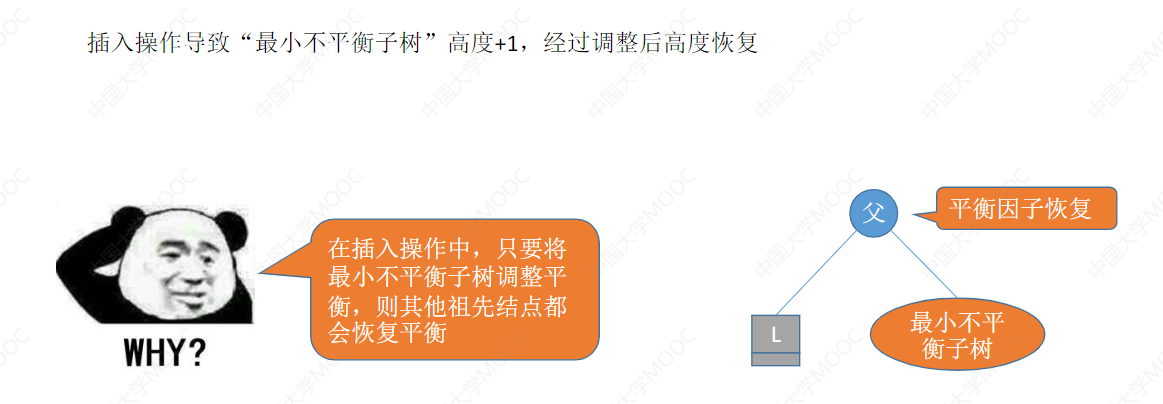 插入操作导致“最小不平衡子树”高度+1，经过调整后高度恢复
父
平衡因子恢复
在插入操作中，只要将
最小不平衡子树调整平
衡，则其他祖先结点都
会恢复平衡
L
最小不平
衡子树
WHY?
中国大学MOOC